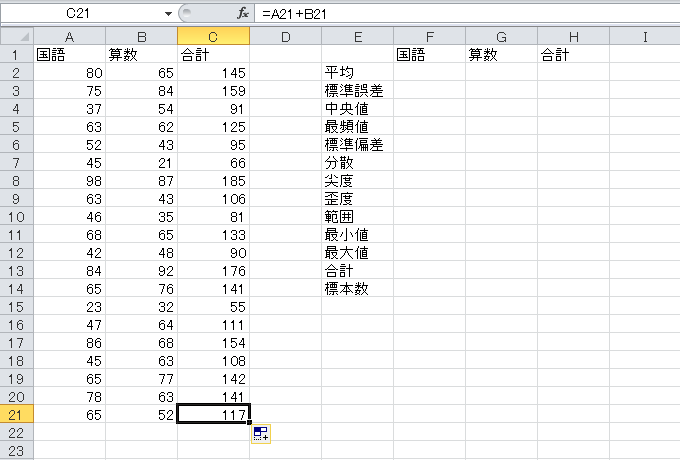 C21 fx =A21+B21
A B C D E F G H I
1 国語 算数 合計 国語 算数 合計
2 80 65 145 平均
3 75 84 159 標準誤差
4 37 54 91 中央値
5 63 62 125 最頻値
6 52 43 95 標準偏差
7 45 21 66 分散
8 98 87 185 尖度
9 63 43 106 歪度
10 46 35 81 範囲
11 68 65 133 最小値
12 42 48 90 最大値
13 84 92 176 合計
14 65 76 141 標本数
15 23 32 55
16 47 64 111
17 86 68 154
18 45 63 108
19 65 77 142
20 78 63 141
21 65 52 117
22
23